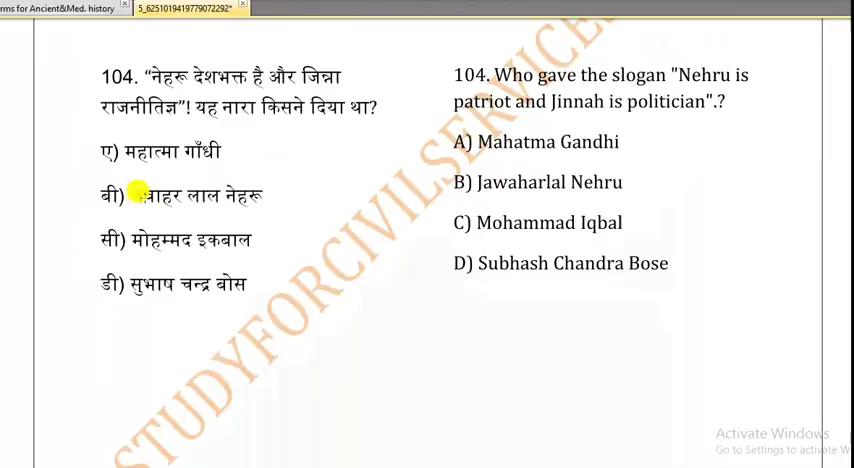 rms for Ancient&Med. history
5_6251019419779072292*
104. “नेहरू देशभक्त है और जिन्ना
राजनीतिज्ञ”! यह नारा किसने दिया था?
ए) महात्मा गाँधी
बी) जवाहर लाल नेहरू
सी) मोहम्मद इकबाल
डी) सुभाष चन्द्र बोस
104. Who gave the slogan "Nehru is
patriot and Jinnah is politician".?
A) Mahatma Gandhi
B) Jawaharlal Nehru
C) Mohammad Iqbal
D) Subhash Chandra Bose
STUDYFORCIVILSERVICES
Activate Windows
Go to Settings to activate W